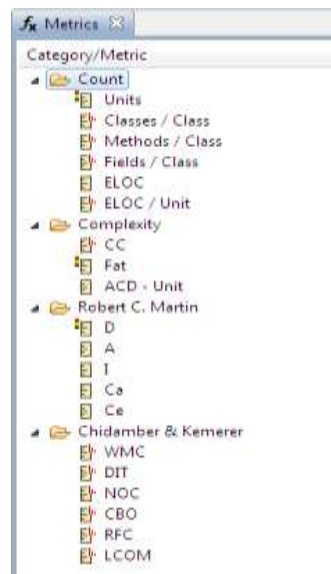 fx Metrics
Category/Metric
Count
Units
Classes / Class
Methods / Class
Fields / Class
ELOC
ELOC / Unit
Complexity
CC
Fat
ACD - Unit
Robert C. Martin
D
A
I
Ca
Ce
Chidamber & Kemerer
WMC
DIT
NOC
CBO
RFC
LCOM